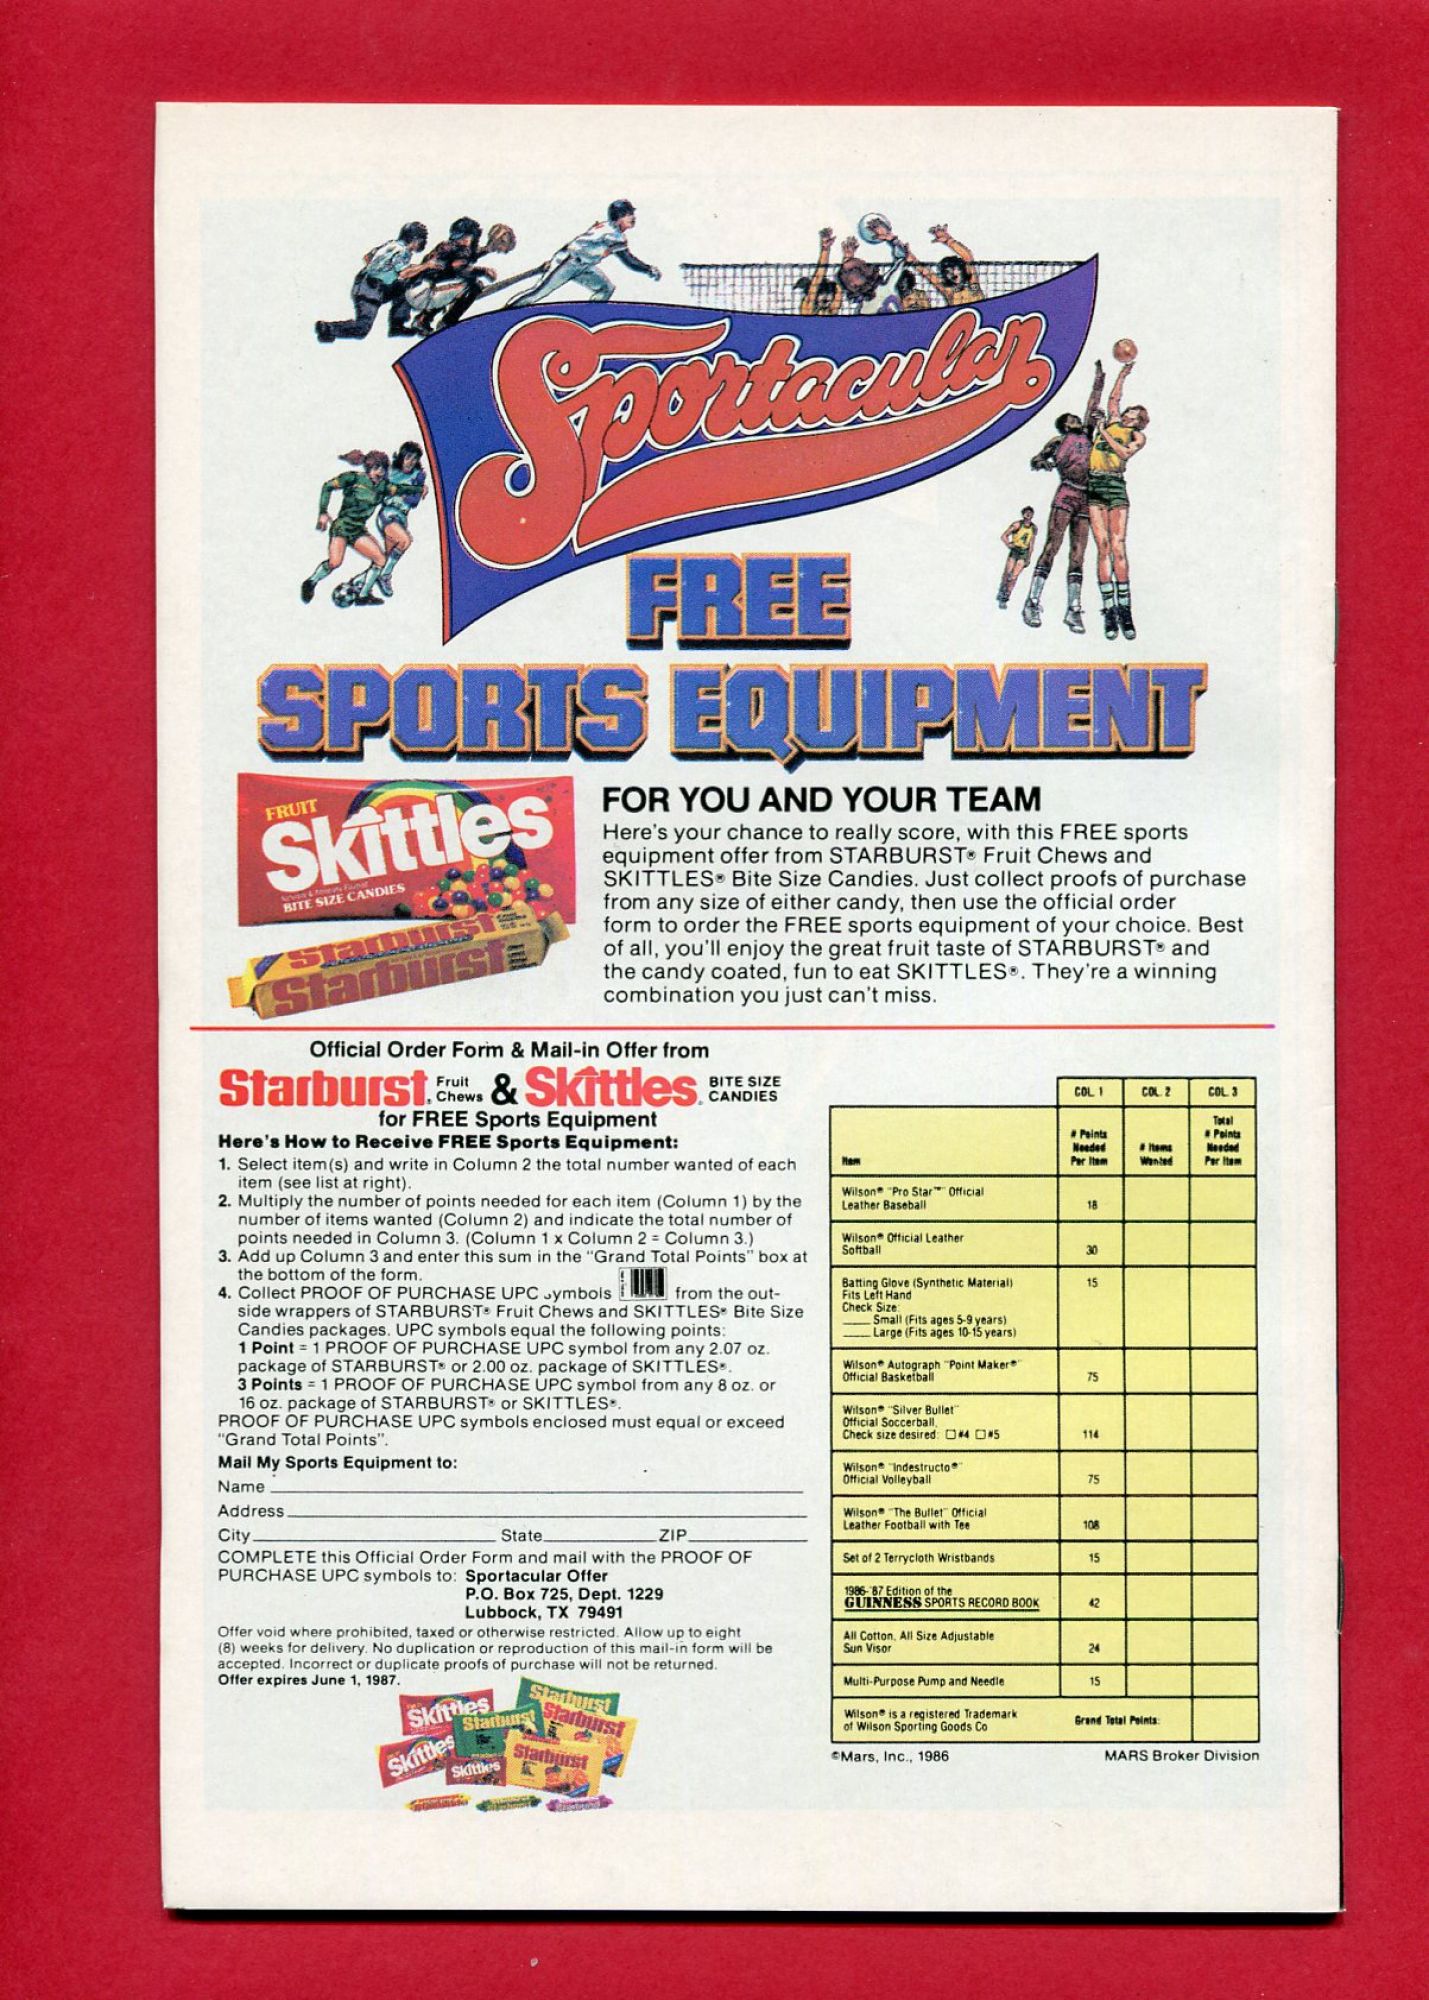 Sportacular
FREE
SPORTS EQUIPMENT
FRUIT
Skittles
BITE SIZE CANDIES
Starburst
Starburst
FOR YOU AND YOUR TEAM
Here's your chance to really score, with this FREE sports
equipment offer from STARBURST® Fruit Chews and
SKITTLES® Bite Size Candies. Just collect proofs of purchase
from any size of either candy, then use the official order
form to order the FREE sports equipment of your choice. Best
of all, you'll enjoy the great fruit taste of STARBURST® and
the candy coated, fun to eat SKITTLES®. They're a winning
combination you just can't miss.
Official Order Form & Mail-in Offer from
Starburst® Fruit Chews & Skittles® BITE SIZE CANDIES
for FREE Sports Equipment
Here's How to Receive FREE Sports Equipment:
1. Select item(s) and write in Column 2 the total number wanted of each
item (see list at right).
2. Multiply the number of points needed for each item (Column 1) by the
number of items wanted (Column 2) and indicate the total number of
points needed in Column 3. (Column 1 x Column 2 = Column 3.)
3. Add up Column 3 and enter this sum in the "Grand Total Points" box at
the bottom of the form.
4. Collect PROOF OF PURCHASE UPC symbols from the out-
side wrappers of STARBURST® Fruit Chews and SKITTLES® Bite Size
Candies packages. UPC symbols equal the following points:
1 Point = 1 PROOF OF PURCHASE UPC symbol from any 2.07 oz.
package of STARBURST® or 2.00 oz. package of SKITTLES®.
3 Points = 1 PROOF OF PURCHASE UPC symbol from any 8 oz. or
16 oz. package of STARBURST® or SKITTLES®.
PROOF OF PURCHASE UPC symbols enclosed must equal or exceed
"Grand Total Points".
Mail My Sports Equipment to:
Name
Address
City State ZIP
COMPLETE this Official Order Form and mail with the PROOF OF
PURCHASE UPC symbols to: Sportacular Offer
P.O. Box 725, Dept. 1229
Lubbock, TX 79491
Offer void where prohibited, taxed or otherwise restricted. Allow up to eight
(8) weeks for delivery. No duplication or reproduction of this mail-in form will be
accepted. Incorrect or duplicate proofs of purchase will not be returned.
Offer expires June 1, 1987.
Skittles
Starburst
Starburst
Starburst
Skittles
Skittles
Starburst
COL. 1 COL. 2 COL. 3
Item
# Points Needed Per Item
# Items Wanted
Total # Points Needed Per Item
Wilson® "Pro Star™" Official
Leather Baseball 18
Wilson® Official Leather
Softball 30
Batting Glove (Synthetic Material) 15
Fits Left Hand
Check Size:
Small (Fits ages 5-9 years)
Large (Fits ages 10-15 years)
Wilson® Autograph "Point Maker®"
Official Basketball 75
Wilson® "Silver Bullet"
Official Soccerball.
Check size desired: ☐ #4 ☐ #5 114
Wilson® "Indestructo®"
Official Volleyball 75
Wilson® "The Bullet" Official
Leather Football with Tee 108
Set of 2 Terrycloth Wristbands 15
1986-'87 Edition of the
GUINNESS SPORTS RECORD BOOK 42
All Cotton, All Size Adjustable
Sun Visor 24
Multi-Purpose Pump and Needle 15
Wilson® is a registered Trademark
of Wilson Sporting Goods Co
Grand Total Points:
©Mars, Inc., 1986 MARS Broker Division